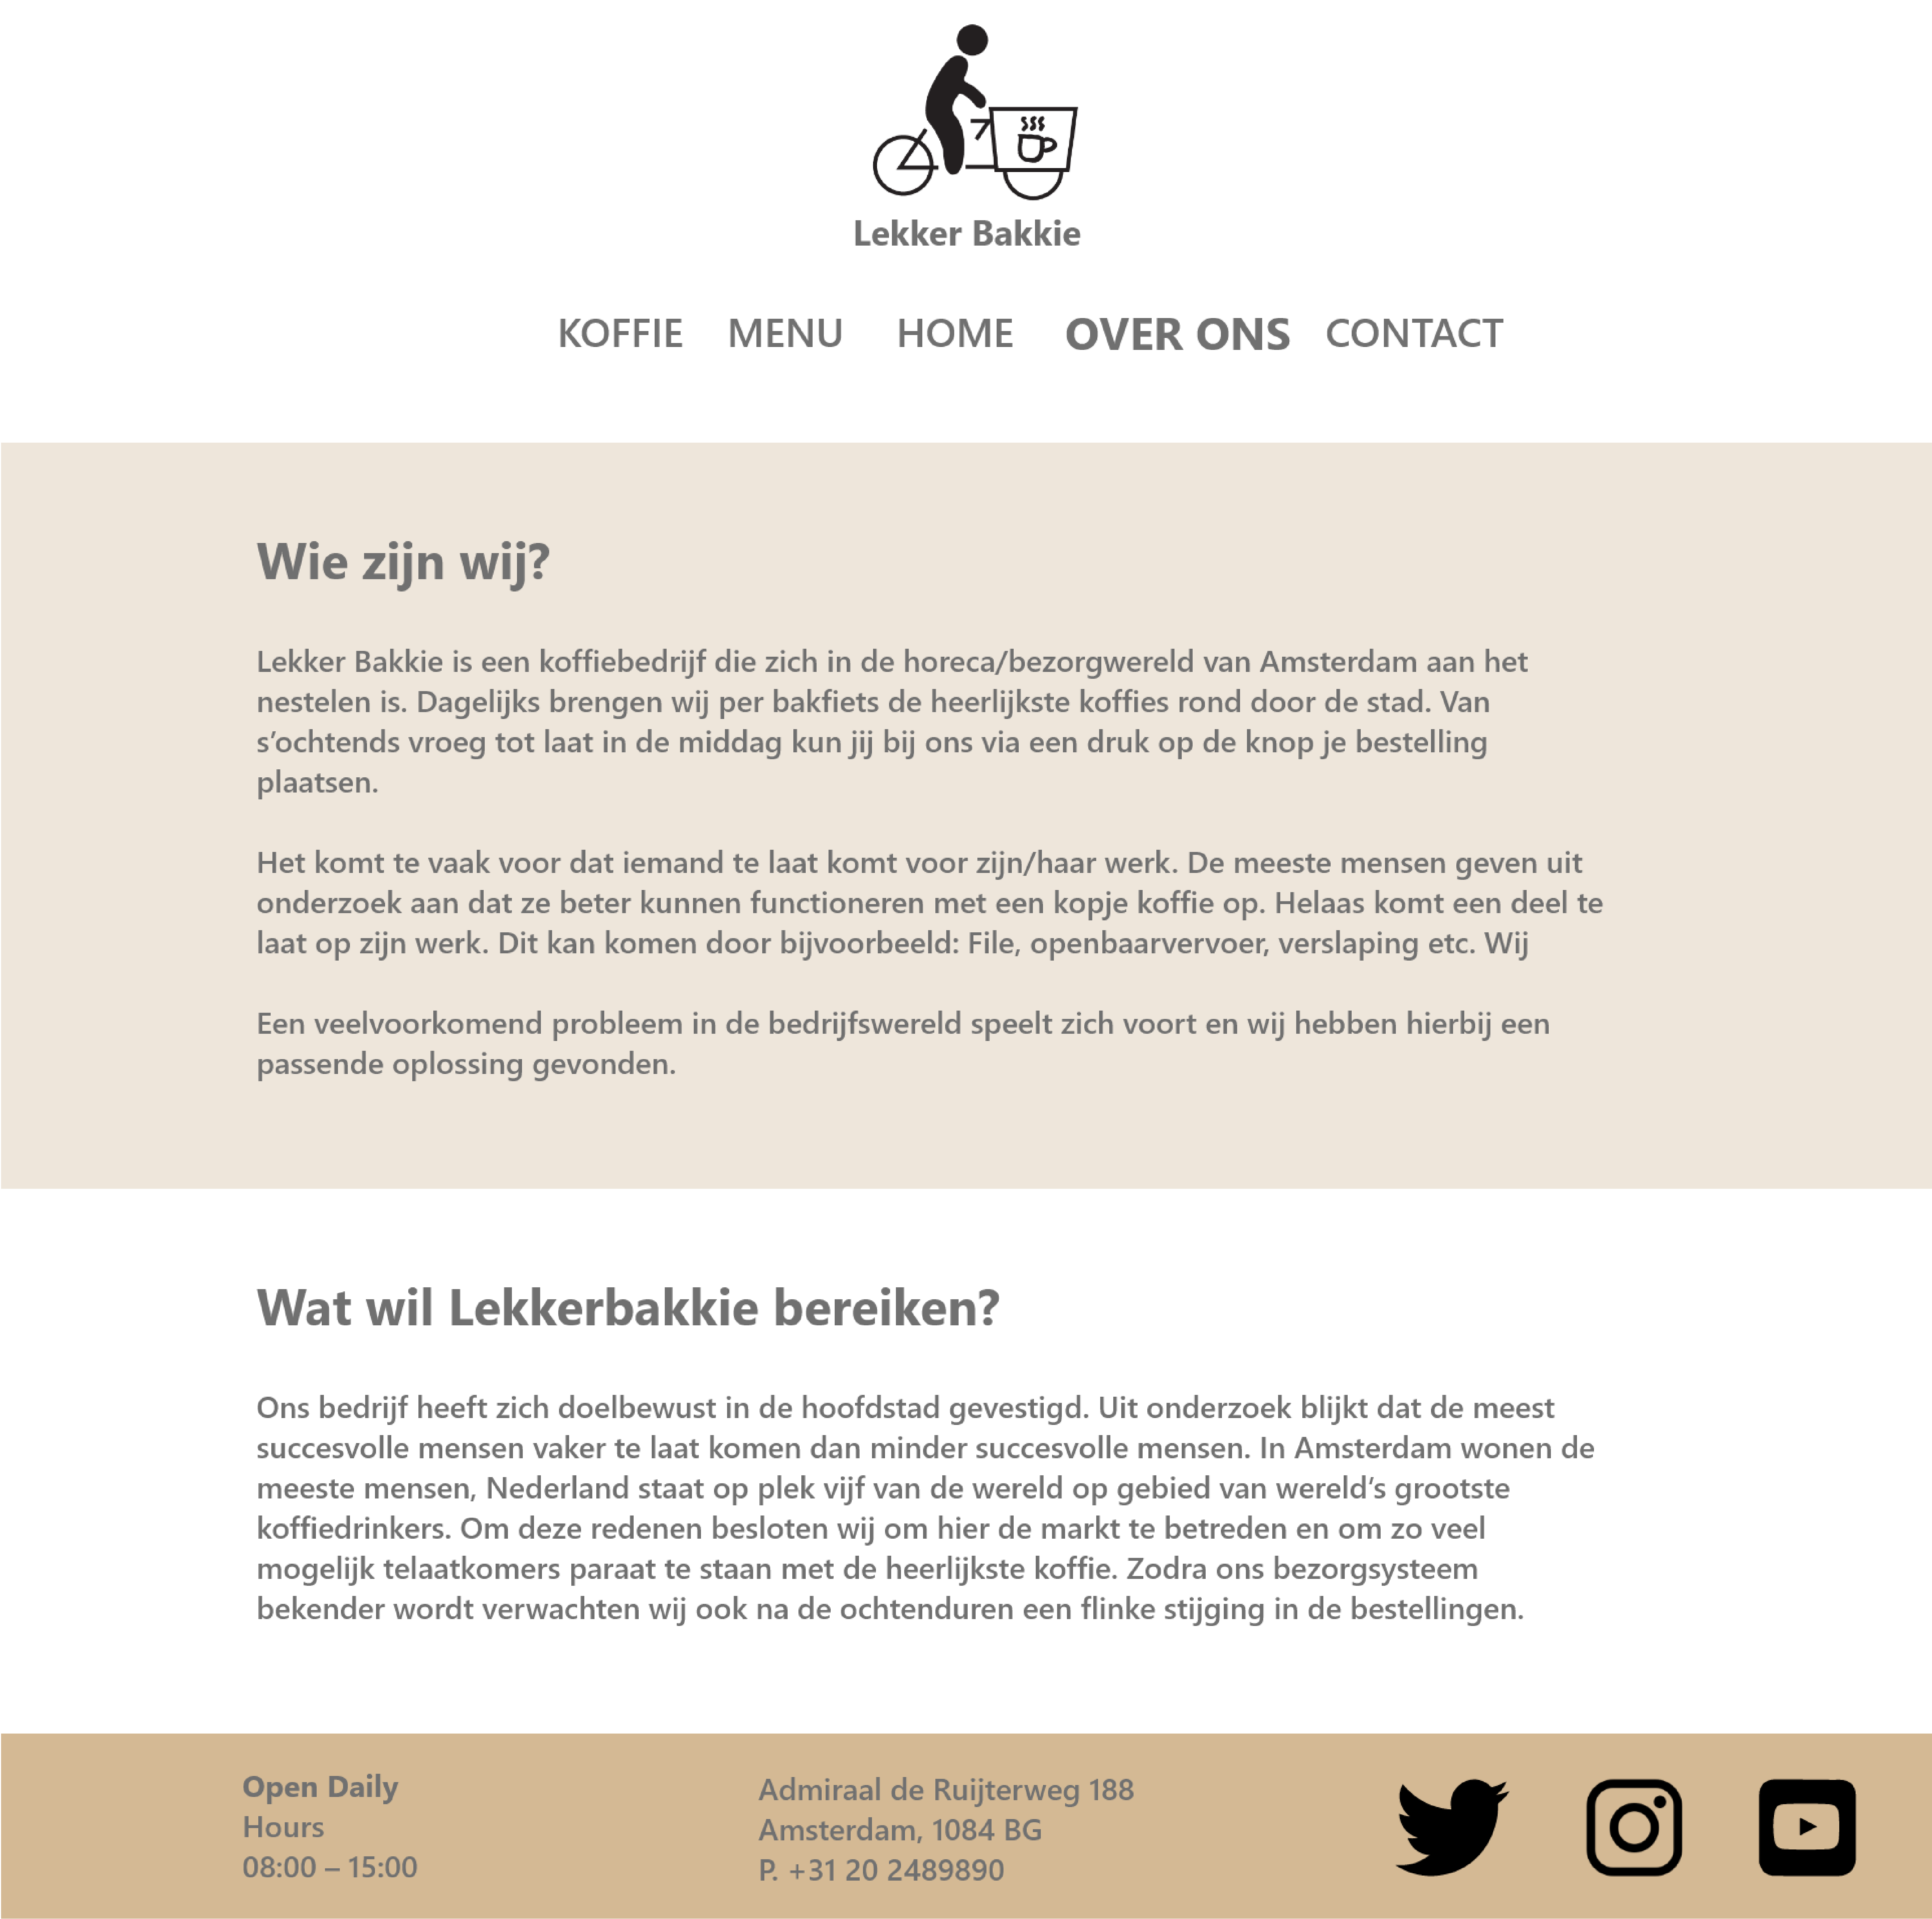 Lekker Bakkie
KOFFIE MENU HOME OVER ONS CONTACT
Wie zijn wij?
Lekker Bakkie is een koffiebedrijf die zich in de horeca/bezorgwereld van Amsterdam aan het
nestelen is. Dagelijks brengen wij per bakfiets de heerlijkste koffies rond door de stad. Van
s’ochtends vroeg tot laat in de middag kun jij bij ons via een druk op de knop je bestelling
plaatsen.
Het komt te vaak voor dat iemand te laat komt voor zijn/haar werk. De meeste mensen geven uit
onderzoek aan dat ze beter kunnen functioneren met een kopje koffie op. Helaas komt een deel te
laat op zijn werk. Dit kan komen door bijvoorbeeld: File, openbaarvervoer, verslaping etc. Wij
Een veelvoorkomend probleem in de bedrijfswereld speelt zich voort en wij hebben hierbij een
passende oplossing gevonden.
Wat wil Lekkerbakkie bereiken?
Ons bedrijf heeft zich doelbewust in de hoofdstad gevestigd. Uit onderzoek blijkt dat de meest
succesvolle mensen vaker te laat komen dan minder succesvolle mensen. In Amsterdam wonen de
meeste mensen, Nederland staat op plek vijf van de wereld op gebied van wereld’s grootste
koffiedrinkers. Om deze redenen besloten wij om hier de markt te betreden en om zo veel
mogelijk telaatkomers paraat te staan met de heerlijkste koffie. Zodra ons bezorgsysteem
bekender wordt verwachten wij ook na de ochtenduren een flinke stijging in de bestellingen.
Open Daily
Hours
08:00 – 15:00
Admiraal de Ruijterweg 188
Amsterdam, 1084 BG
P. +31 20 2489890